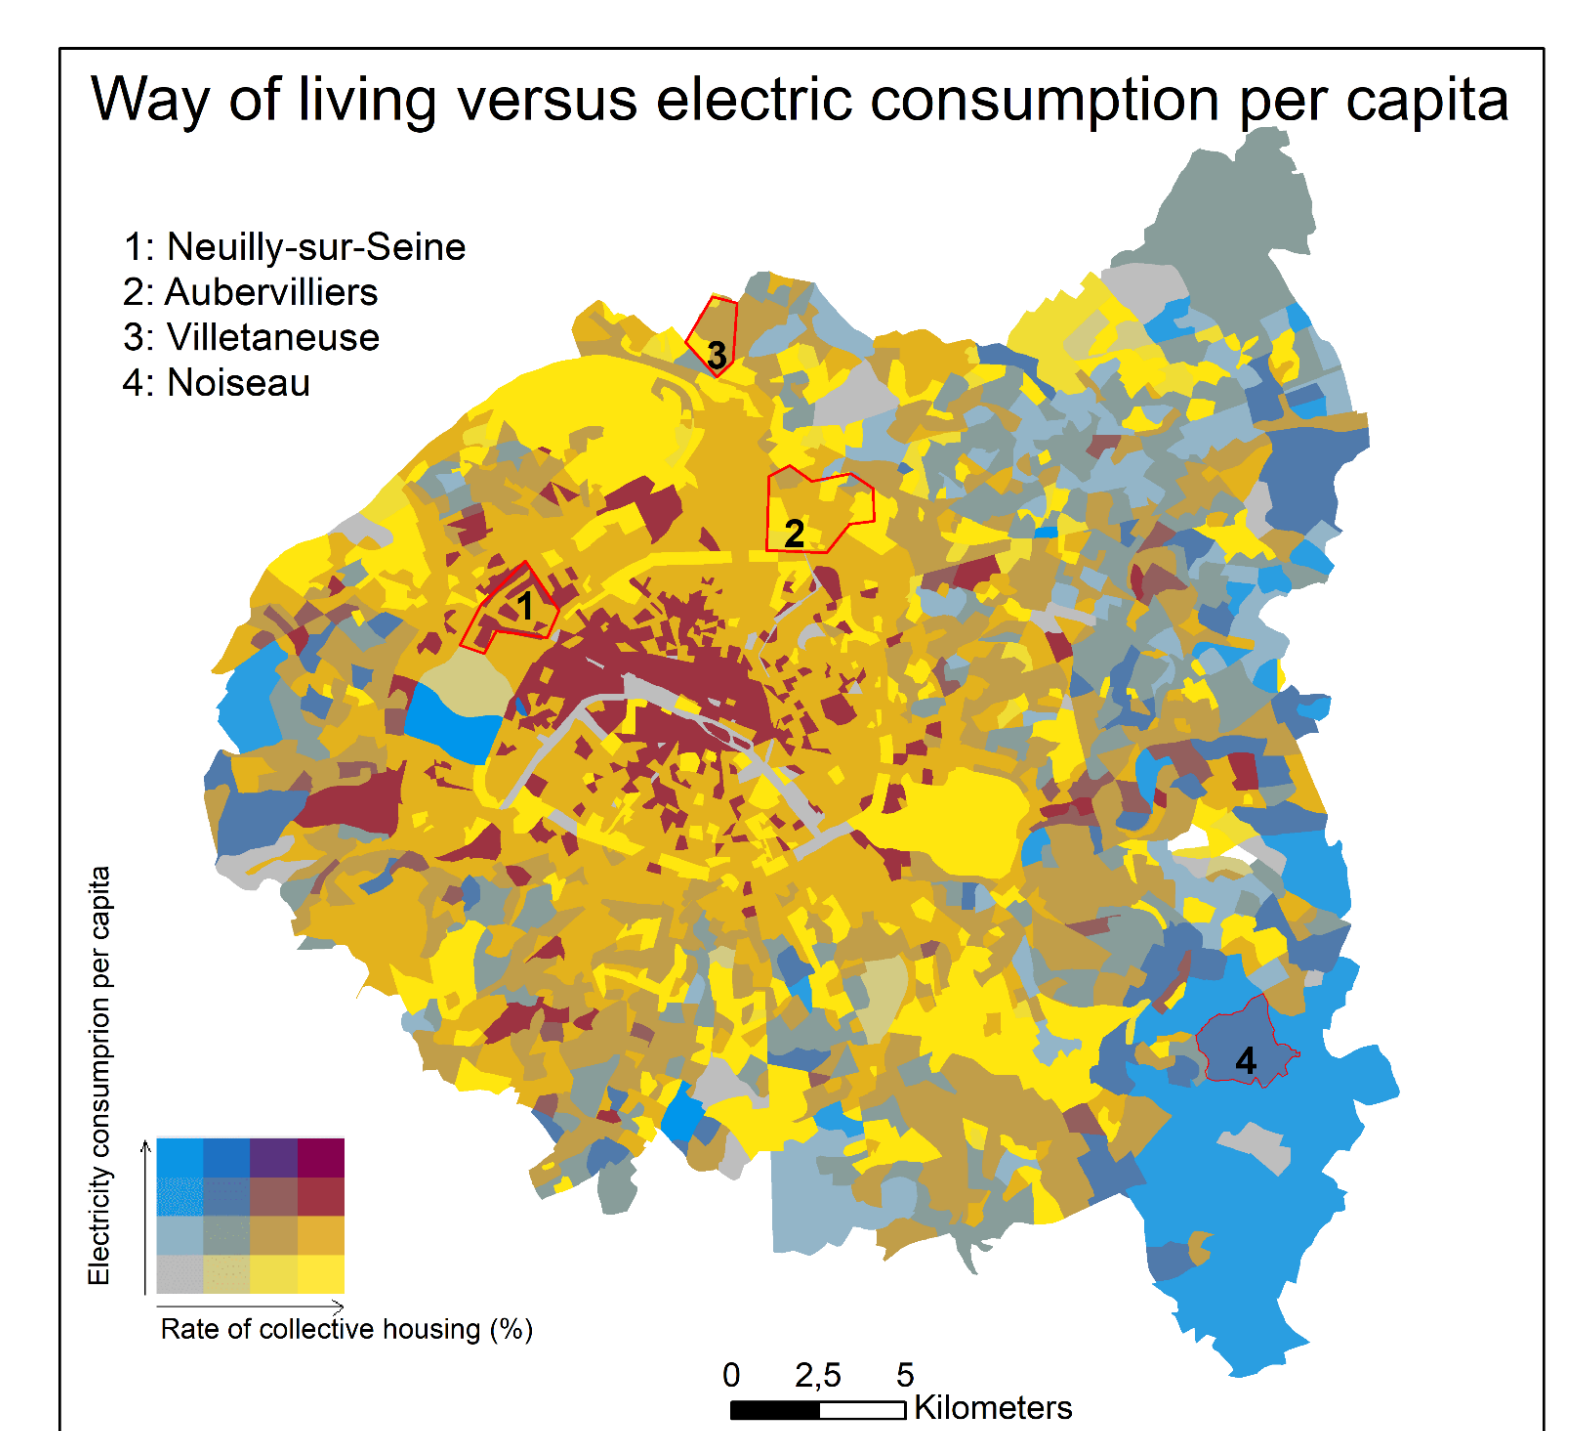 Way of living versus electric consumption per capita
1: Neuilly-sur-Seine
2: Aubervilliers
3: Villetaneuse
4: Noiseau
3
2
1
4
Electricity consumprion per capita
Rate of collective housing (%)
0 2,5 5
Kilometers